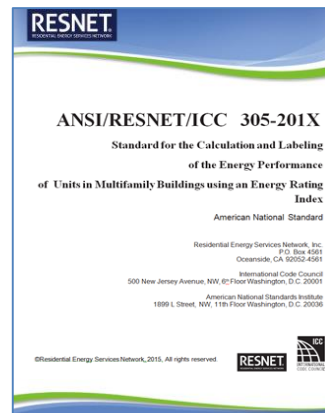 RESNET
RESIDENTIAL ENERGY SERVICES NETWORK
ANSI/RESNET/ICC 305-201X
Standard for the Calculation and Labeling
of the Energy Performance
of Units in Multifamily Buildings using an Energy Rating
Index
American National Standard
Residential Energy Services Network, Inc.
P.O. Box 4561
Oceanside, CA 92052-4561
International Code Council
500 New Jersey Avenue, NW, 6th Floor Washington, D.C. 20001
American National Standards Institute
1899 L Street, NW, 11th Floor Washington, D.C. 20036
©Residential Energy Services Network, 2015, All rights reserved
RESNET
ICC
INTERNATIONAL
CODE COUNCIL